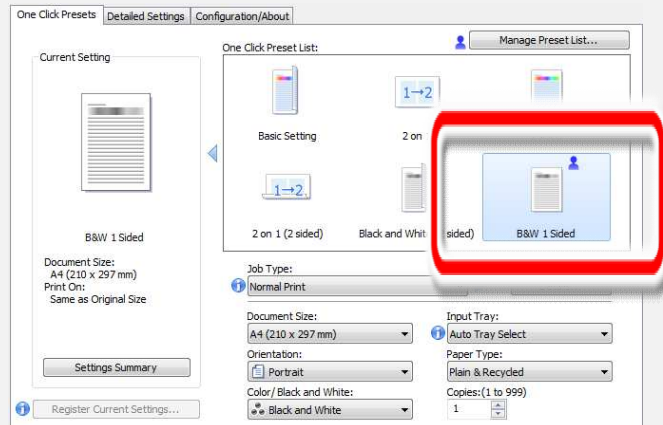 One Click Presets Detailed Settings Configuration/About
One Click Preset List:
Manage Preset List...
Current Setting
1→2
Basic Setting
2 on
1→2
2 on 1 (2 sided)
Black and Whit
sided)
B&W 1 Sided
B&W 1 Sided
Document Size:
A4 (210 x 297 mm)
Print On:
Same as Original Size
Settings Summary
Register Current Settings...
Job Type:
Normal Print
Document Size:
A4 (210 x 297 mm)
Input Tray:
Auto Tray Select
Orientation:
Portrait
Paper Type:
Plain & Recycled
Color/Black and White:
Black and White
Copies:(1 to 999)
1